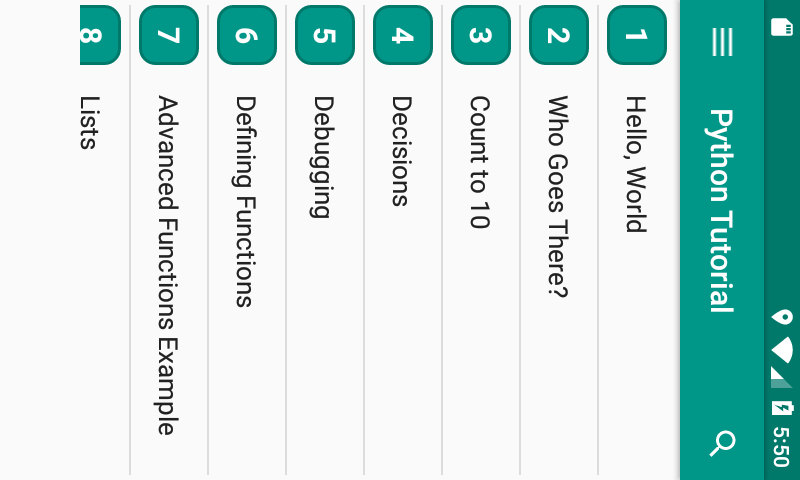 5:50
Python Tutorial
1 Hello, World
2 Who Goes There?
3 Count to 10
4 Decisions
5 Debugging
6 Defining Functions
7 Advanced Functions Example
8 Lists